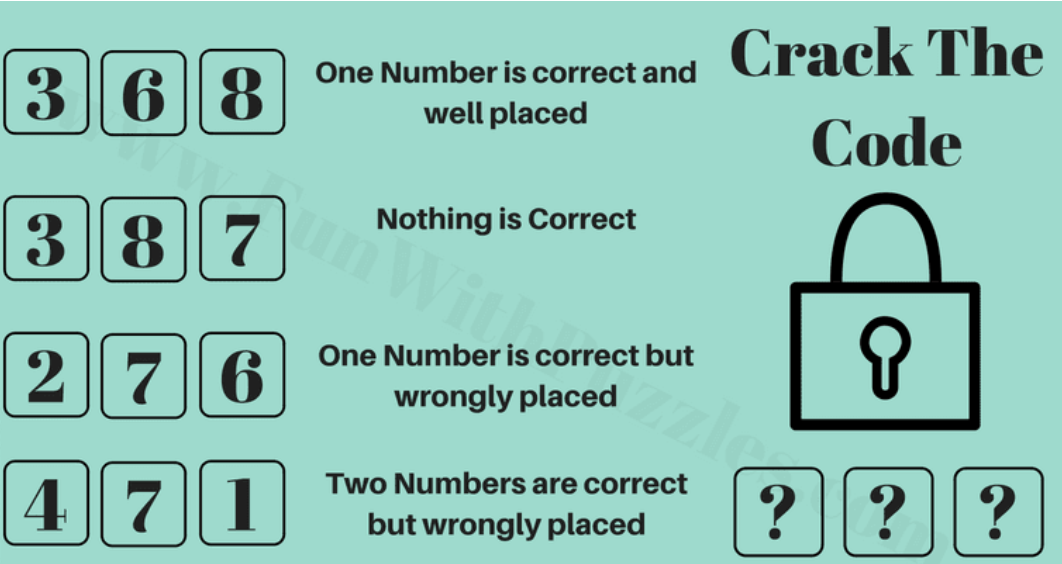 Crack The
Code
3 6 8
One Number is correct and
well placed
3 8 7
Nothing is Correct
2 7 6
One Number is correct but
wrongly placed
4 7 1
Two Numbers are correct
but wrongly placed
? ? ?
www.FunWithPuzzles.com